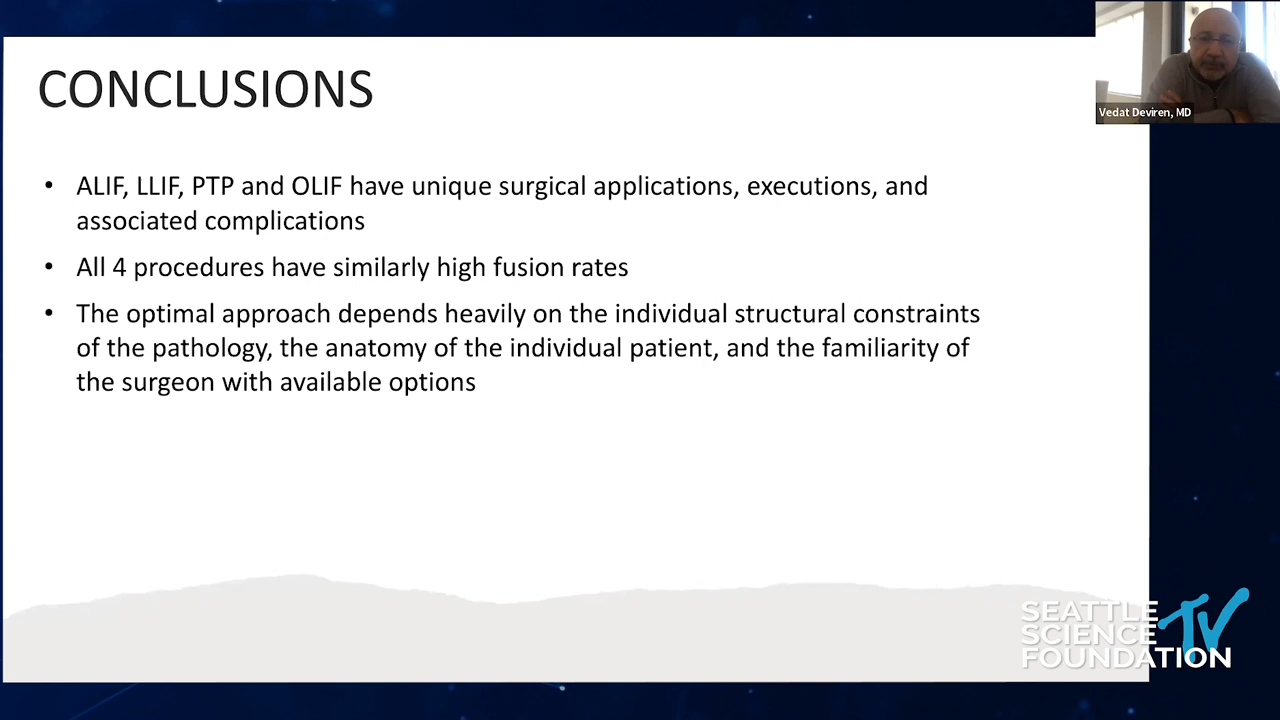 CONCLUSIONS
Vedat Deviren, MD
• ALIF, LLIF, PTP and OLIF have unique surgical applications, executions, and
associated complications
• All 4 procedures have similarly high fusion rates
• The optimal approach depends heavily on the individual structural constraints
of the pathology, the anatomy of the individual patient, and the familiarity of
the surgeon with available options
SEATTLE
SCIENCE
FOUNDATION
TV